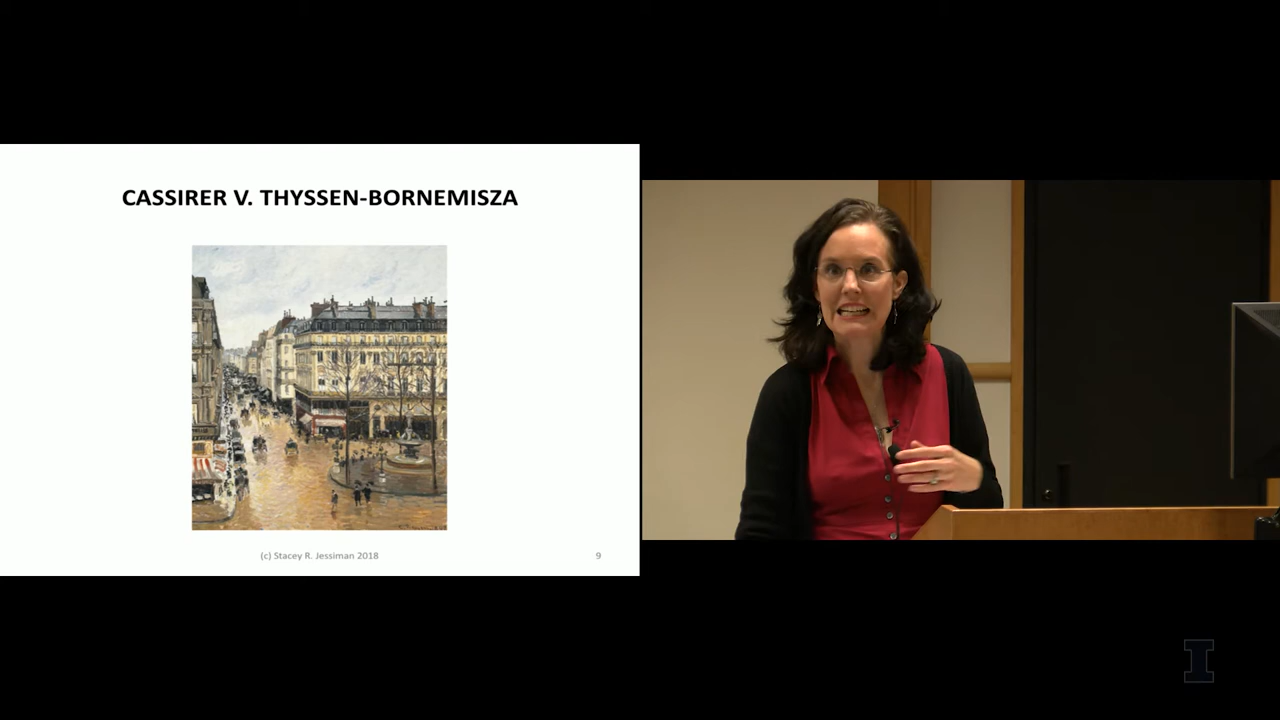 CASSIRER V. THYSSEN-BORNEMISZA
(c) Stacey R. Jessiman 2018
9
I